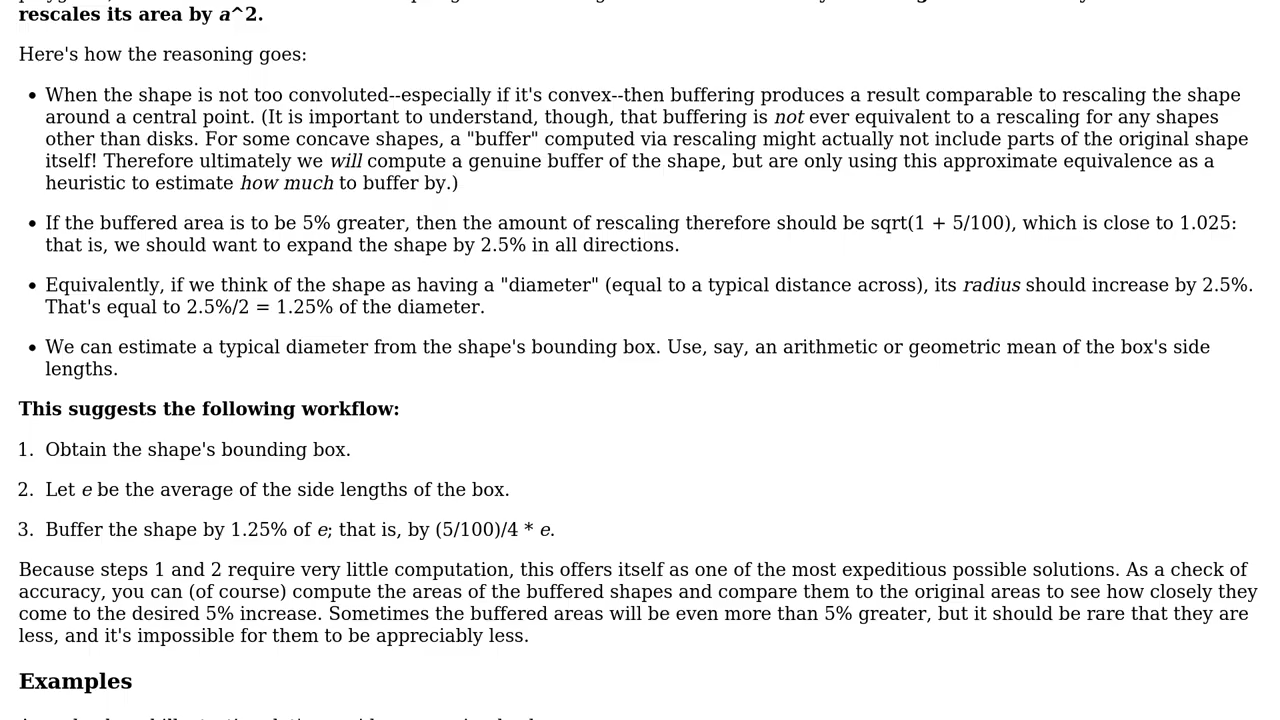 rescales its area by a^2.
Here's how the reasoning goes:
• When the shape is not too convoluted--especially if it's convex--then buffering produces a result comparable to rescaling the shape
around a central point. (It is important to understand, though, that buffering is not ever equivalent to a rescaling for any shapes
other than disks. For some concave shapes, a "buffer" computed via rescaling might actually not include parts of the original shape
itself! Therefore ultimately we will compute a genuine buffer of the shape, but are only using this approximate equivalence as a
heuristic to estimate how much to buffer by.)
• If the buffered area is to be 5% greater, then the amount of rescaling therefore should be sqrt(1 + 5/100), which is close to 1.025:
that is, we should want to expand the shape by 2.5% in all directions.
• Equivalently, if we think of the shape as having a "diameter" (equal to a typical distance across), its radius should increase by 2.5%.
That's equal to 2.5%/2 = 1.25% of the diameter.
• We can estimate a typical diameter from the shape's bounding box. Use, say, an arithmetic or geometric mean of the box's side
lengths.
This suggests the following workflow:
1. Obtain the shape's bounding box.
2. Let e be the average of the side lengths of the box.
3. Buffer the shape by 1.25% of e; that is, by (5/100)/4 * e.
Because steps 1 and 2 require very little computation, this offers itself as one of the most expeditious possible solutions. As a check of
accuracy, you can (of course) compute the areas of the buffered shapes and compare them to the original areas to see how closely they
come to the desired 5% increase. Sometimes the buffered areas will be even more than 5% greater, but it should be rare that they are
less, and it's impossible for them to be appreciably less.
Examples